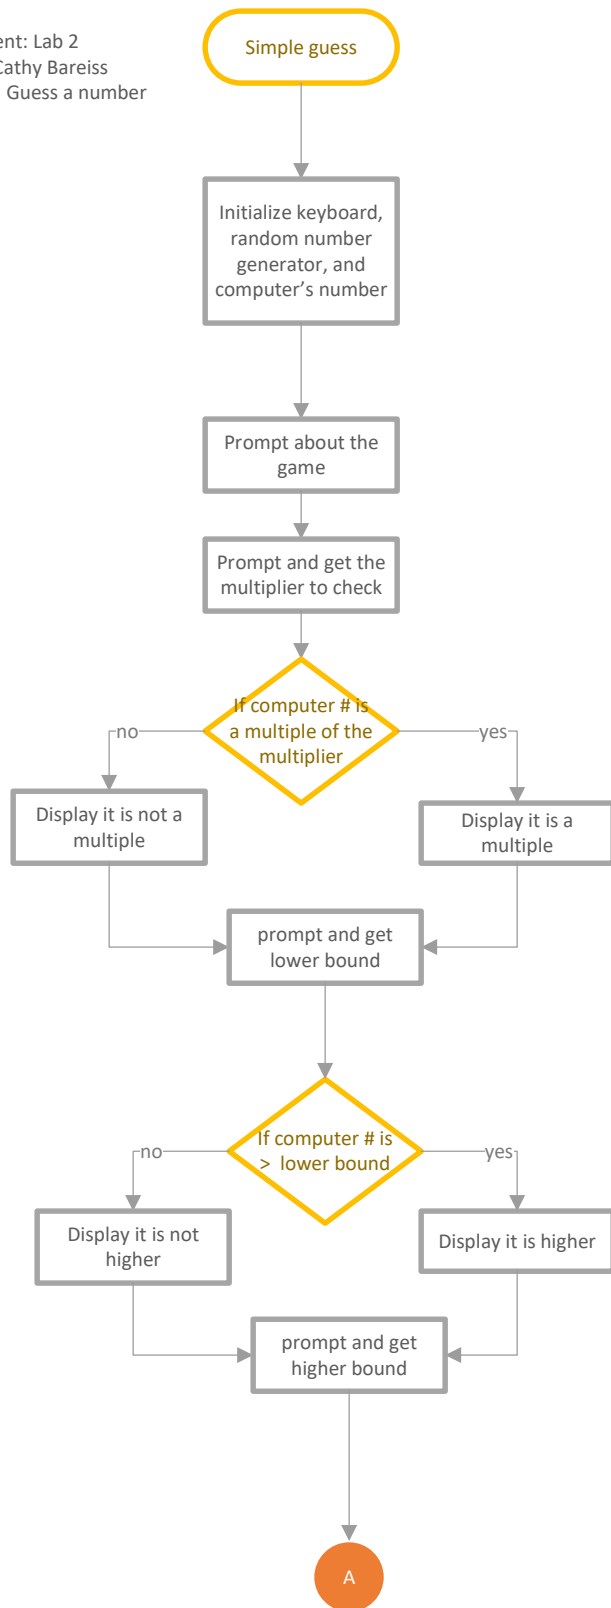 ent: Lab 2
Cathy Bareiss
Guess a number
Simple guess
Initialize keyboard,
random number
generator, and
computer's number
Prompt about the
game
Prompt and get the
multiplier to check
If computer # is
a multiple of the
multiplier
no
yes
Display it is not a
multiple
Display it is a
multiple
prompt and get
lower bound
If computer # is
> lower bound
no
yes
Display it is not
higher
Display it is higher
prompt and get
higher bound
A